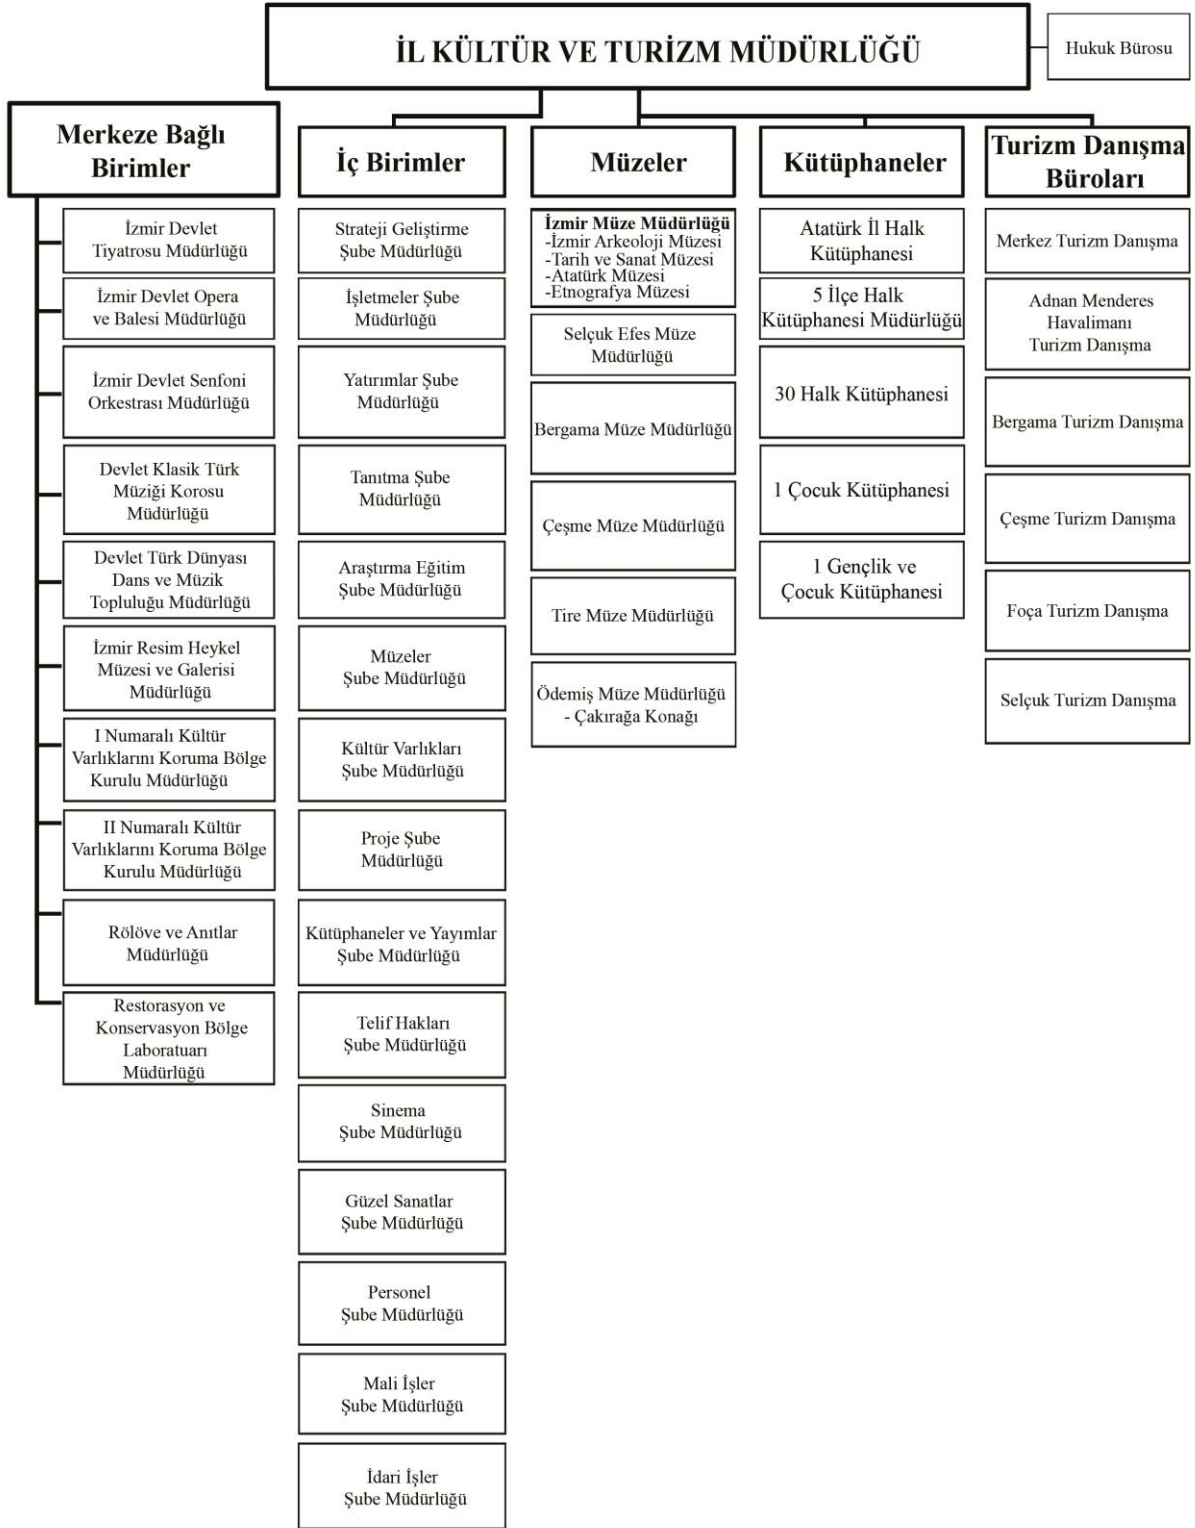 İL KÜLTÜR VE TURİZM MÜDÜRLÜĞÜ
Hukuk Bürosu
Merkeze Bağlı
Birimler
İzmir Devlet
Tiyatrosu Müdürlüğü
İzmir Devlet Opera
ve Balesi Müdürlüğü
İzmir Devlet Senfoni
Orkestrası Müdürlüğü
Devlet Klasik Türk
Müziği Korosu
Müdürlüğü
Devlet Türk Dünyası
Dans ve Müzik
Topluluğu Müdürlüğü
İzmir Resim Heykel
Müzesi ve Galerisi
Müdürlüğü
I Numaralı Kültür
Varlıklarını Koruma Bölge
Kurulu Müdürlüğü
II Numaralı Kültür
Varlıklarını Koruma Bölge
Kurulu Müdürlüğü
Rölöve ve Anıtlar
Müdürlüğü
Restorasyon ve
Konservasyon Bölge
Laboratuarı
Müdürlüğü
İç Birimler
Strateji Geliştirme
Şube Müdürlüğü
İşletmeler Şube
Müdürlüğü
Yatırımlar Şube
Müdürlüğü
Tanıtma Şube
Müdürlüğü
Araştırma Eğitim
Şube Müdürlüğü
Müzeler
Şube Müdürlüğü
Kültür Varlıkları
Şube Müdürlüğü
Proje Şube
Müdürlüğü
Kütüphaneler ve Yayımlar
Şube Müdürlüğü
Telif Hakları
Şube Müdürlüğü
Sinema
Şube Müdürlüğü
Güzel Sanatlar
Şube Müdürlüğü
Personel
Şube Müdürlüğü
Mali İşler
Şube Müdürlüğü
İdari İşler
Şube Müdürlüğü
Müzeler
İzmir Müze Müdürlüğü
-İzmir Arkeoloji Müzesi
-Tarih ve Sanat Müzesi
-Atatürk Müzesi
-Etnografya Müzesi
Selçuk Efes Müze
Müdürlüğü
Bergama Müze Müdürlüğü
Çeşme Müze Müdürlüğü
Tire Müze Müdürlüğü
Ödemiş Müze Müdürlüğü
- Çakırağa Konağı
Kütüphaneler
Atatürk İl Halk
Kütüphanesi
5 İlçe Halk
Kütüphanesi Müdürlüğü
30 Halk Kütüphanesi
1 Çocuk Kütüphanesi
1 Gençlik ve
Çocuk Kütüphanesi
Turizm Danışma
Büroları
Merkez Turizm Danışma
Adnan Menderes
Havalimanı
Turizm Danışma
Bergama Turizm Danışma
Çeşme Turizm Danışma
Foça Turizm Danışma
Selçuk Turizm Danışma